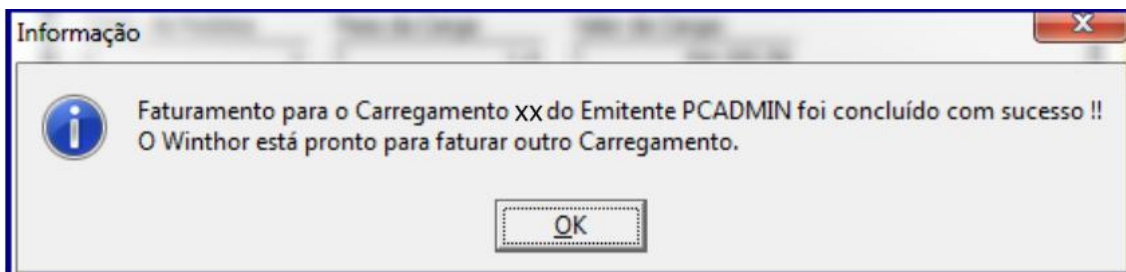 Informação
Faturamento para o Carregamento XX do Emitente PCADMIN foi concluído com sucesso !!
O Winthor está pronto para faturar outro Carregamento.
OK